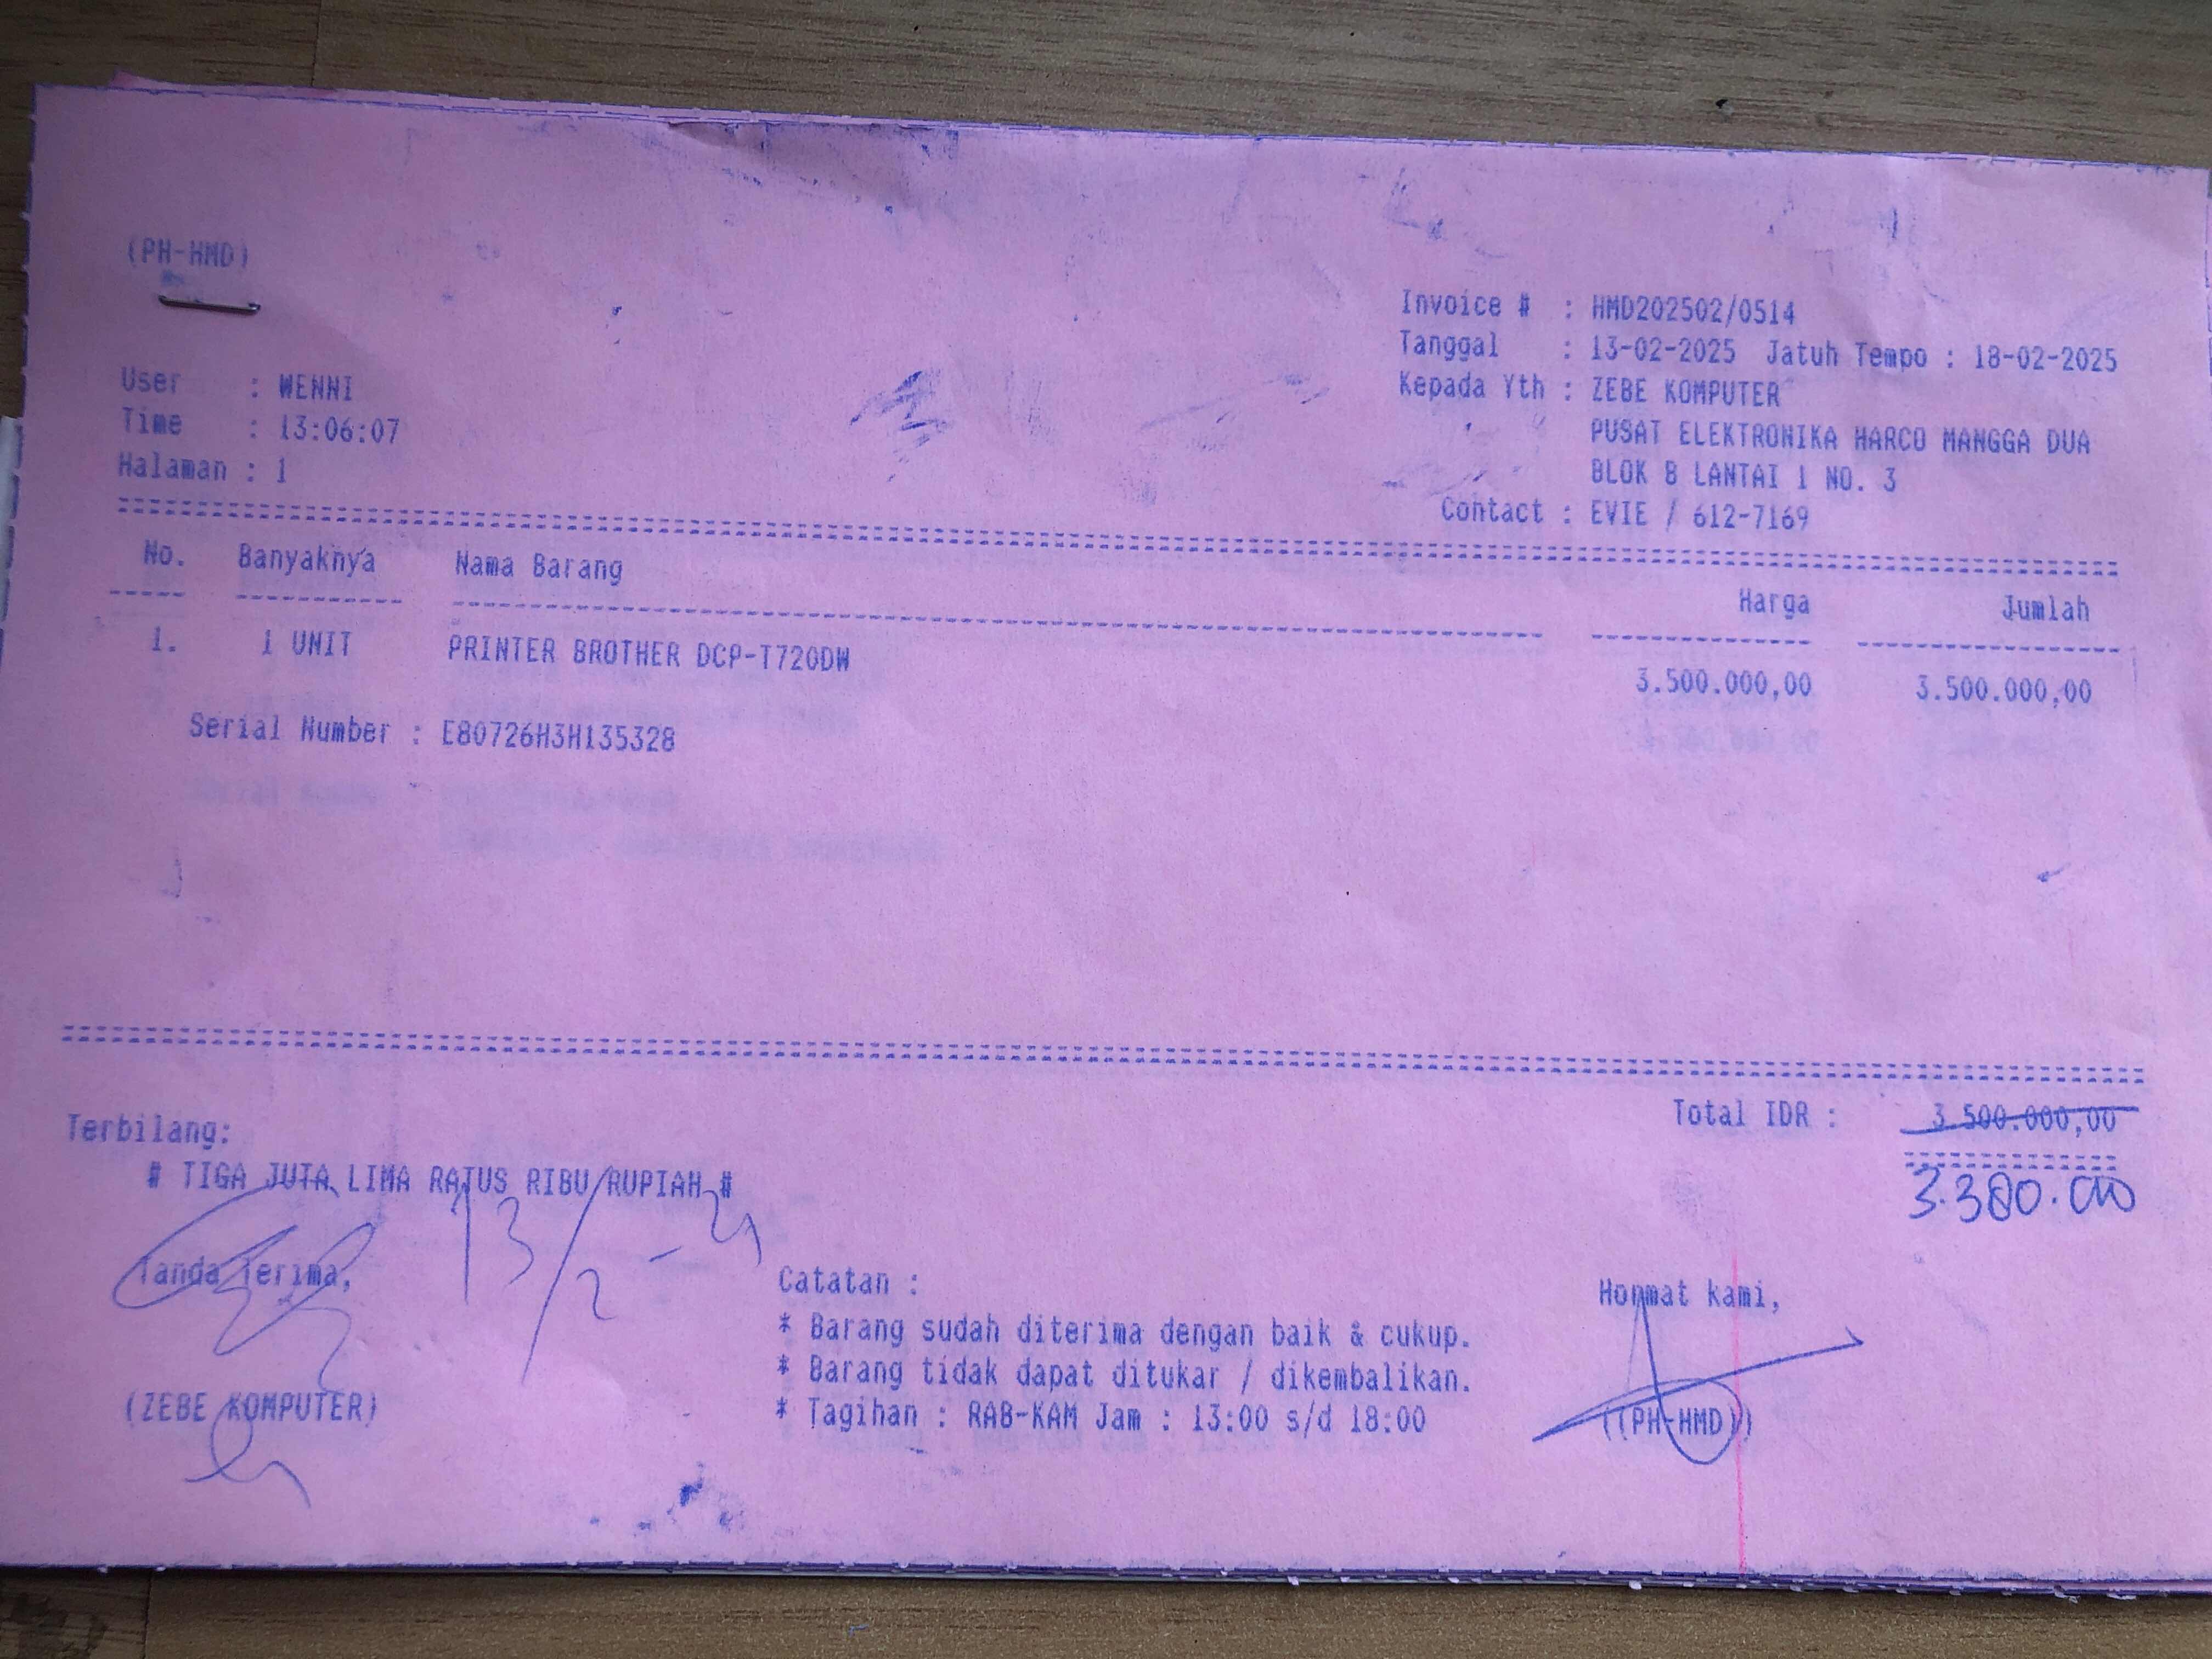 (PH-HMD)
Invoice # : HMD202502/0514
Tanggal : 13-02-2025 Jatuh Tempo : 18-02-2025
Kepada Yth : ZEBE KOMPUTER
PUSAT ELEKTRONIKA HARCO MANGGA DUA
BLOK B LANTAI 1 NO. 3
Contact : EVIE / 612-7169
User : WENNI
Time : 13:06:07
Halaman : 1
No. Banyaknya Nama Barang Harga Jumlah
1. 1 UNIT PRINTER BROTHER DCP-T720DW 3.500.000,00 3.500.000,00
Serial Number : E80726H3H135328
Total IDR : 3.500.000,00
3.380.000
Terbilang:
# TIGA JUTA LIMA RATUS RIBU RUPIAH #
13/2
Tanda Terima,
(ZEBE KOMPUTER)
Catatan :
* Barang sudah diterima dengan baik & cukup.
* Barang tidak dapat ditukar / dikembalikan.
* Tagihan : RAB-KAM Jam : 13:00 s/d 18:00
Hormat kami,
((PH-HMD))